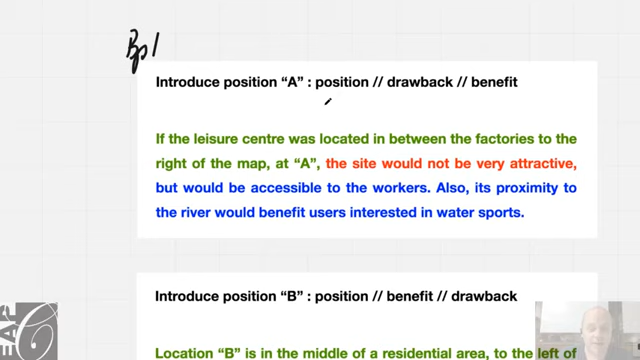 Bp 1
Introduce position “A” : position // drawback // benefit
If the leisure centre was located in between the factories to the
right of the map, at “A”, the site would not be very attractive,
but would be accessible to the workers. Also, its proximity to
the river would benefit users interested in water sports.
Introduce position “B” : position // benefit // drawback
Location “B” is in the middle of a residential area, to the left of
EAP